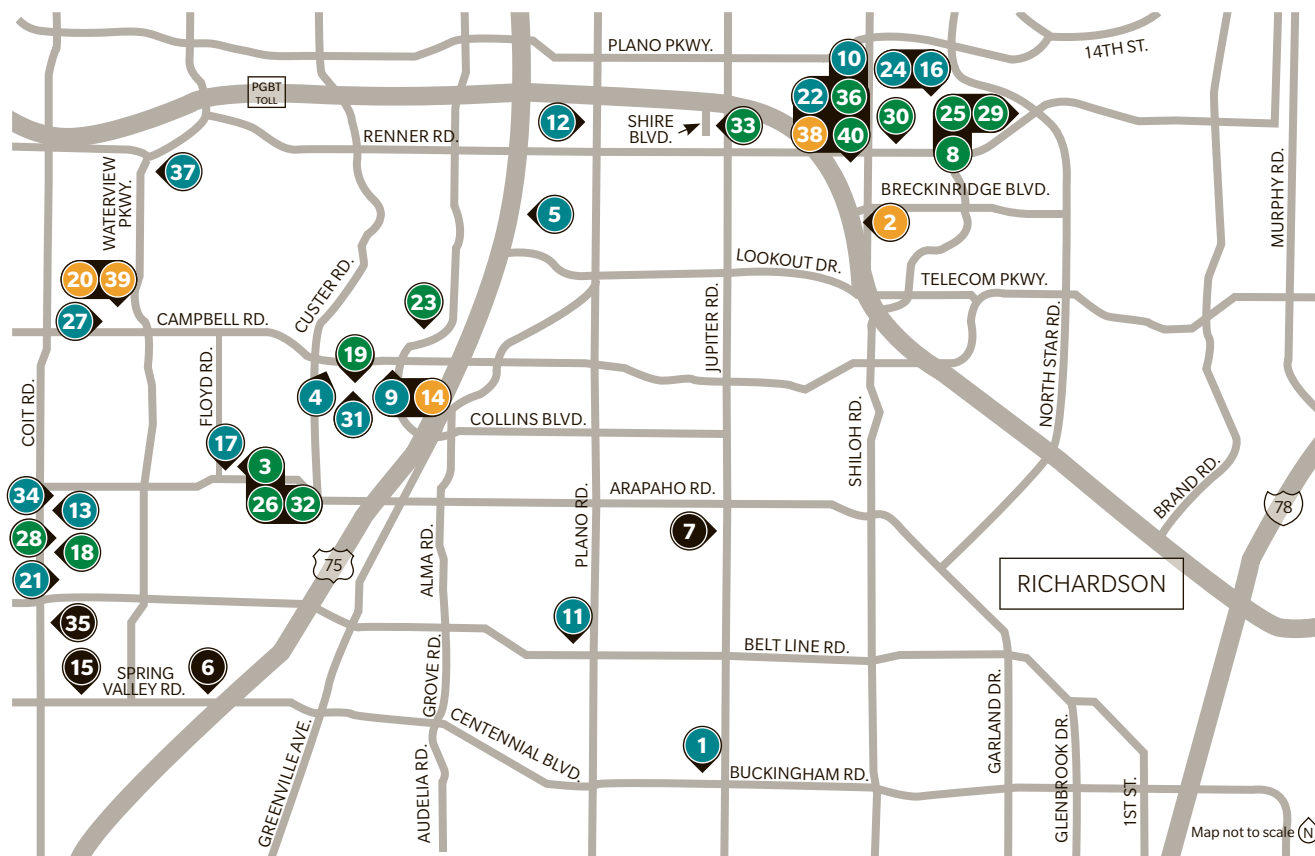 PLANO PKWY.
14TH ST.
10
24
16
PGBT
TOLL
22
36
12
SHIRE
BLVD.
33
38
40
30
25
29
RENNER RD.
8
37
WATERVIEW
PKWY.
BRECKINRIDGE BLVD.
MURPHY RD.
5
2
LOOKOUT DR.
20
39
CUSTER RD.
23
TELECOM PKWY.
27
CAMPBELL RD.
JUPITER RD.
NORTH STAR RD.
19
FLOYD RD.
COIT RD.
4
31
9
14
COLLINS BLVD.
SHILOH RD.
17
3
34
13
26
32
ARAPAHO RD.
PLANO RD.
BRAND RD.
78
28
18
7
ALMA RD.
75
21
RICHARDSON
35
11
BELT LINE RD.
15
SPRING
VALLEY RD.
6
GROVE RD.
GARLAND DR.
CENTENNIAL BLVD.
GREENVILLE AVE.
AUDELIA RD.
1
BUCKINGHAM RD.
GLENBROOK DR.
1ST ST.
Map not to scale N